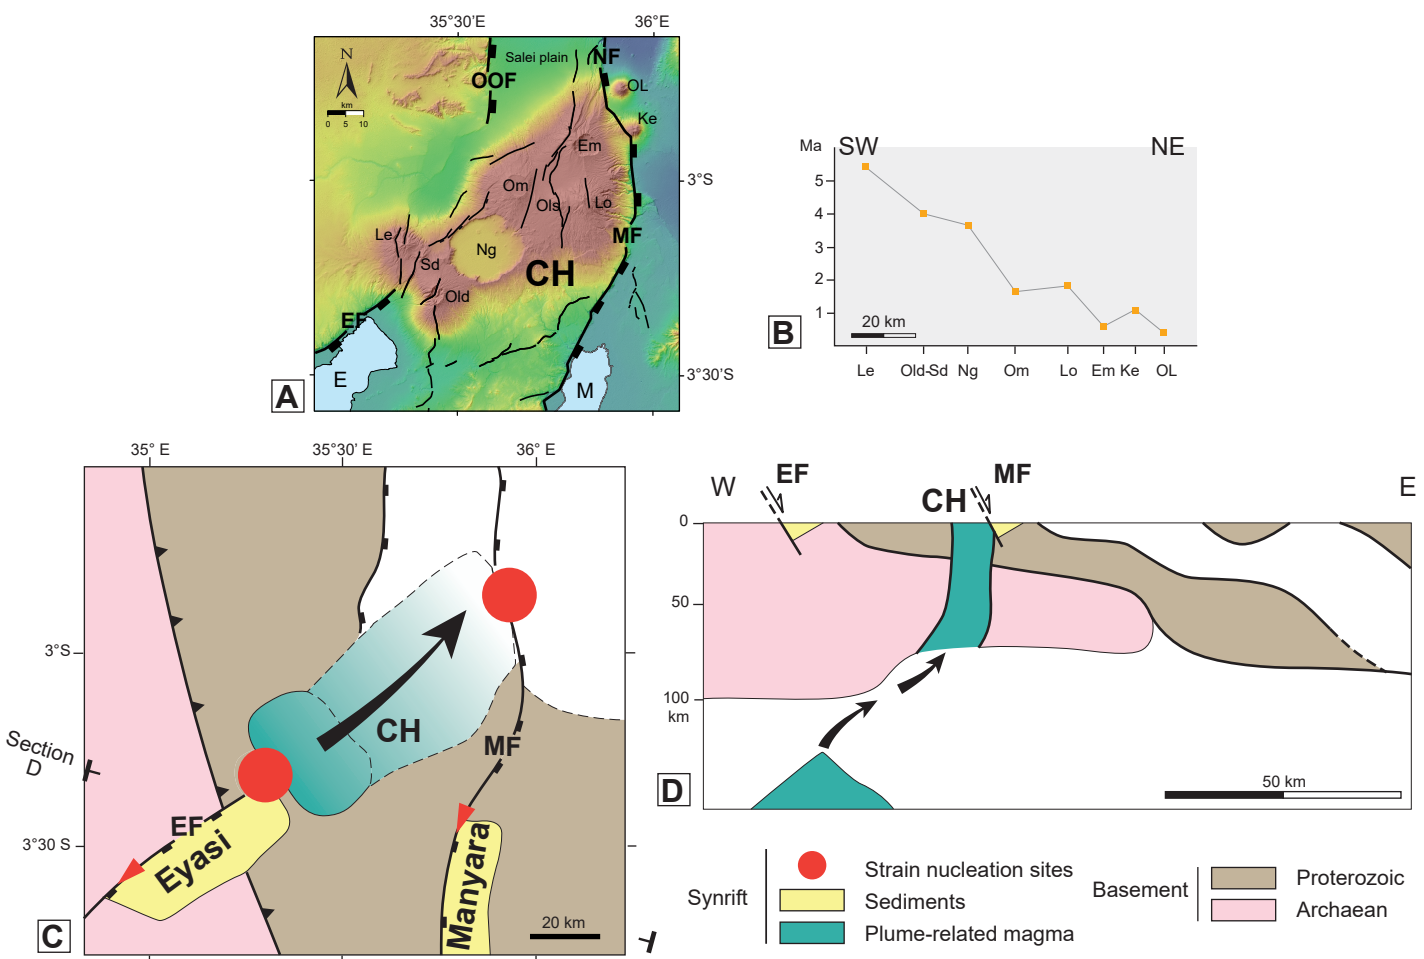 35°30'E
36°E
N
km
0 5 10
Salei plain
NF
OOF
OL
Ke
Em
3°S
Om
Ols
Lo
Le
MF
Ng
Sd
CH
Old
EF
3°30'S
E
M
A
Ma
SW
NE
5
4
3
2
1
20 km
B
Le
Old-Sd
Ng
Om
Lo
Em
Ke
OL
35° E
35°30' E
36° E
3°S
CH
MF
Section
D
EF
3°30 S
Eyasi
Manyara
20 km
C
W
EF
MF
E
CH
0
50
100
km
50 km
D
Synrift
Strain nucleation sites
Sediments
Plume-related magma
Basement
Proterozoic
Archaean